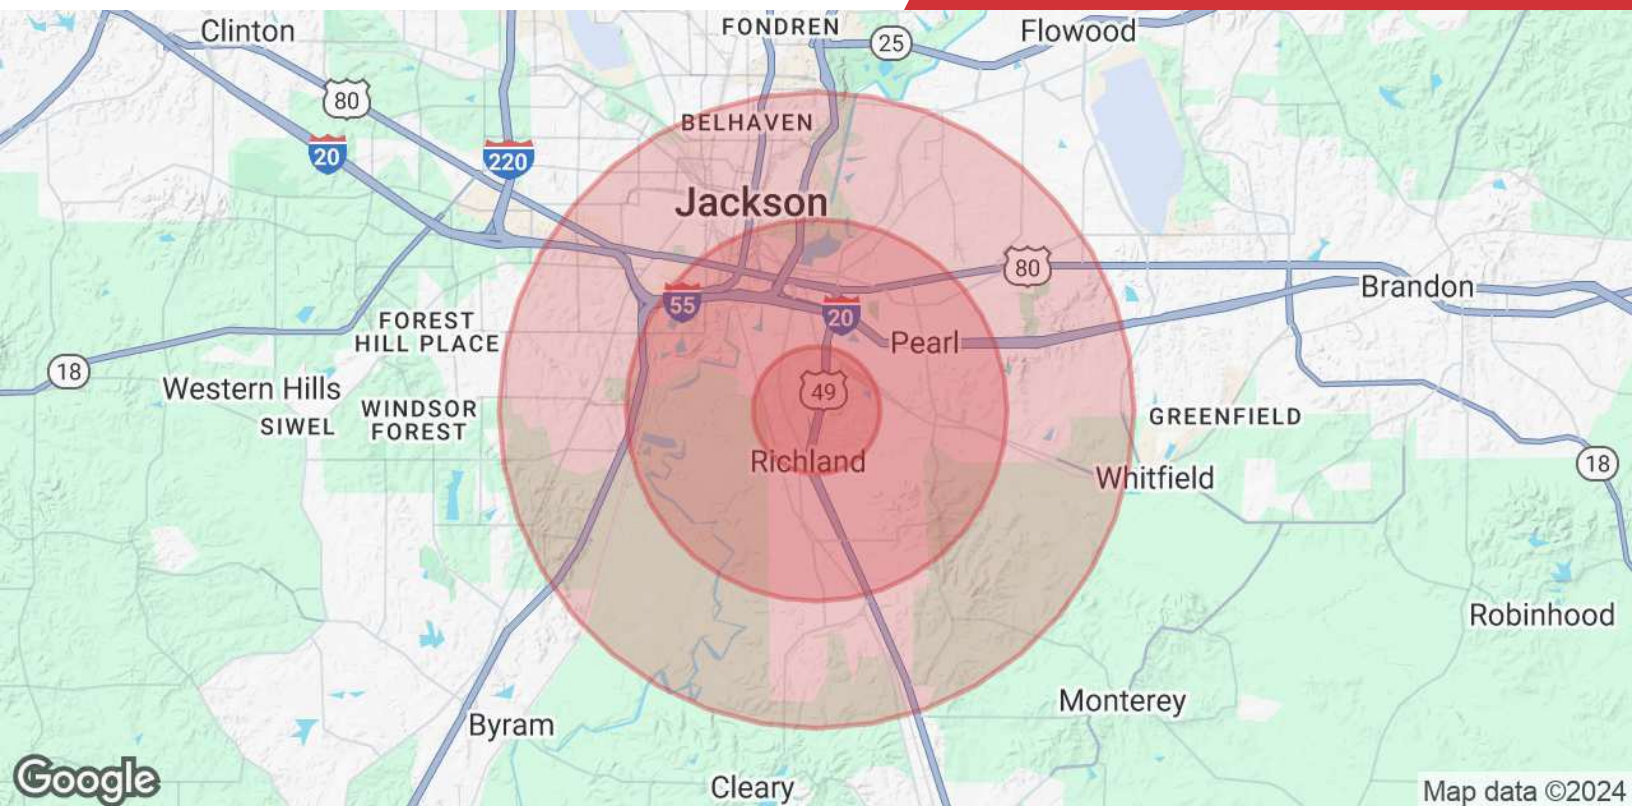 Clinton
FONDREN
25
Flowood
80
BELHAVEN
20
220
Jackson
80
Brandon
55
20
FOREST
HILL PLACE
Pearl
18
Western Hills
49
WINDSOR
FOREST
SIWEL
GREENFIELD
Richland
Whitfield
18
Robinhood
Monterey
Byram
Google
Cleary
Map data ©2024